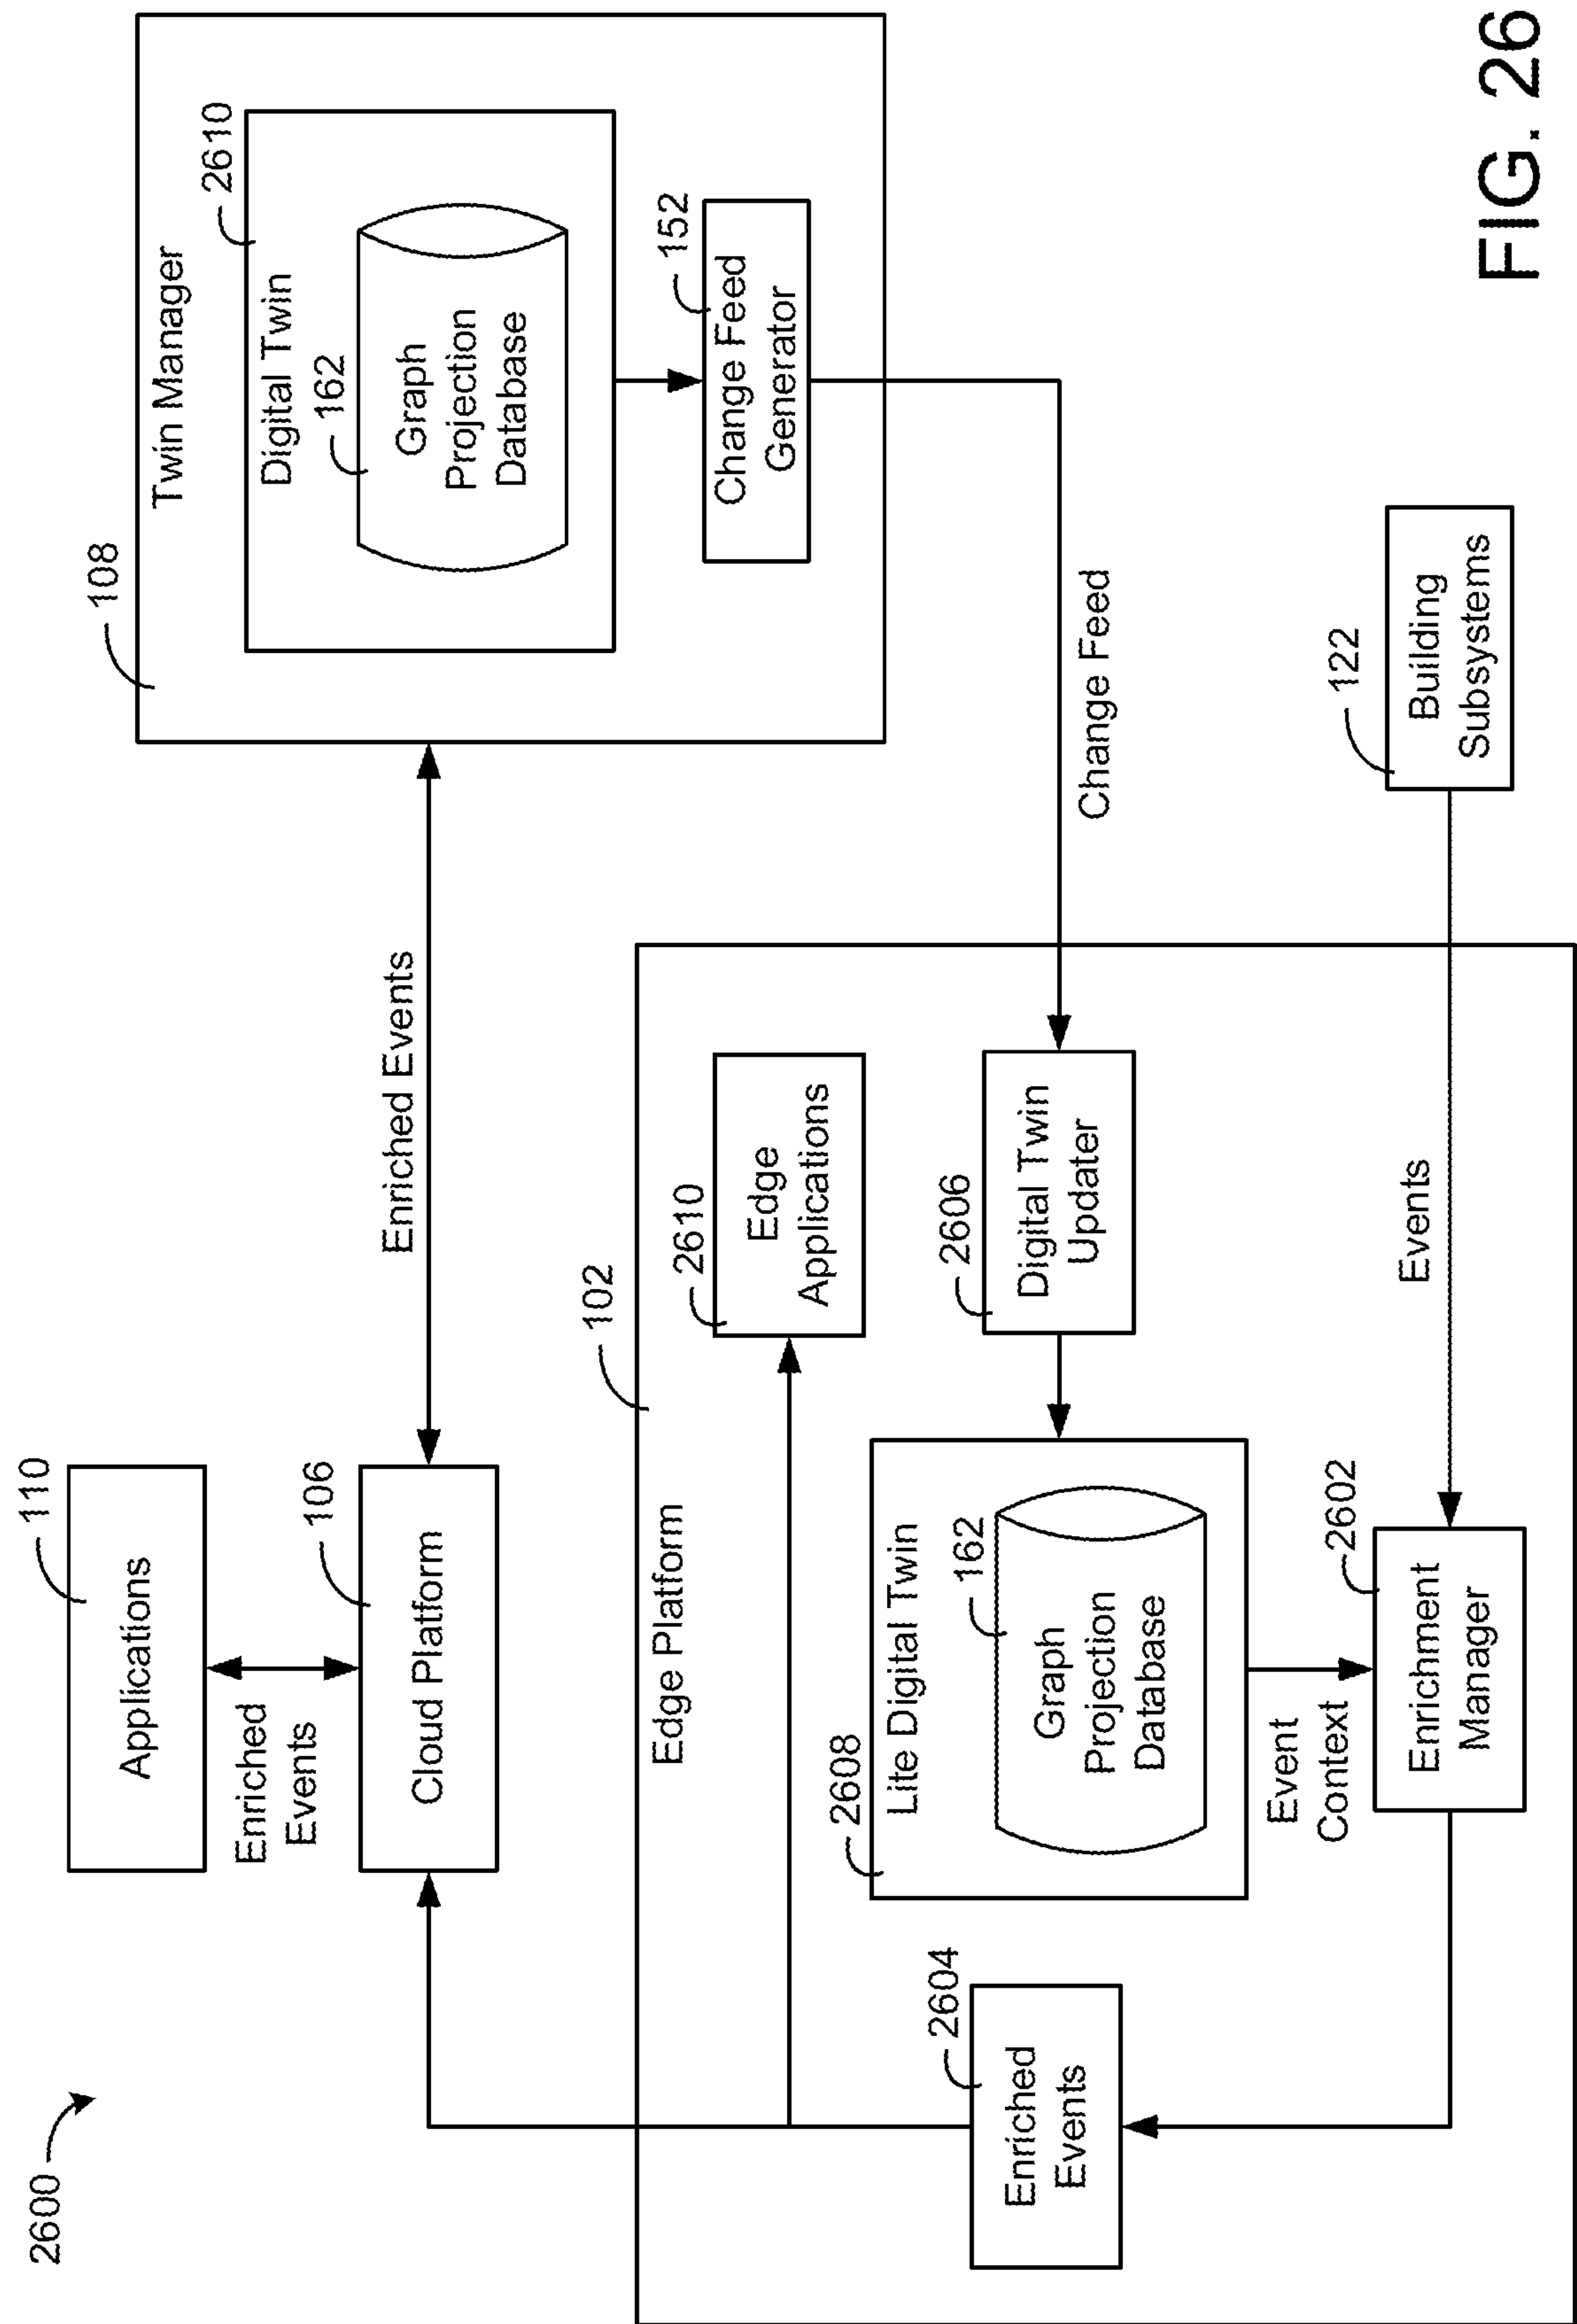 2600
110
Applications
Enriched
Events
106
Cloud Platform
Enriched Events
108
Twin Manager
2610
Digital Twin
162
Graph
Projection
Database
152
Change Feed
Generator
Change Feed
102
Edge Platform
2610
Edge
Applications
2606
Digital Twin
Updater
2608
Lite Digital Twin
162
Graph
Projection
Database
Event
Context
2604
Enriched
Events
2602
Enrichment
Manager
Events
122
Building
Subsystems
FIG. 26